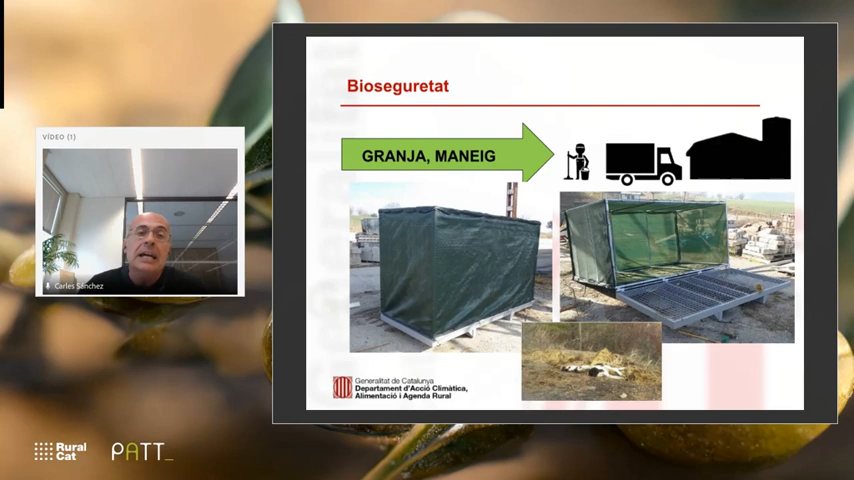 VÍDEO (1)
Carles Sánchez
Bioseguretat
GRANJA, MANEIG
Generalitat de Catalunya
Departament d'Acció Climàtica,
Alimentació i Agenda Rural
Rural
Cat
PATT_